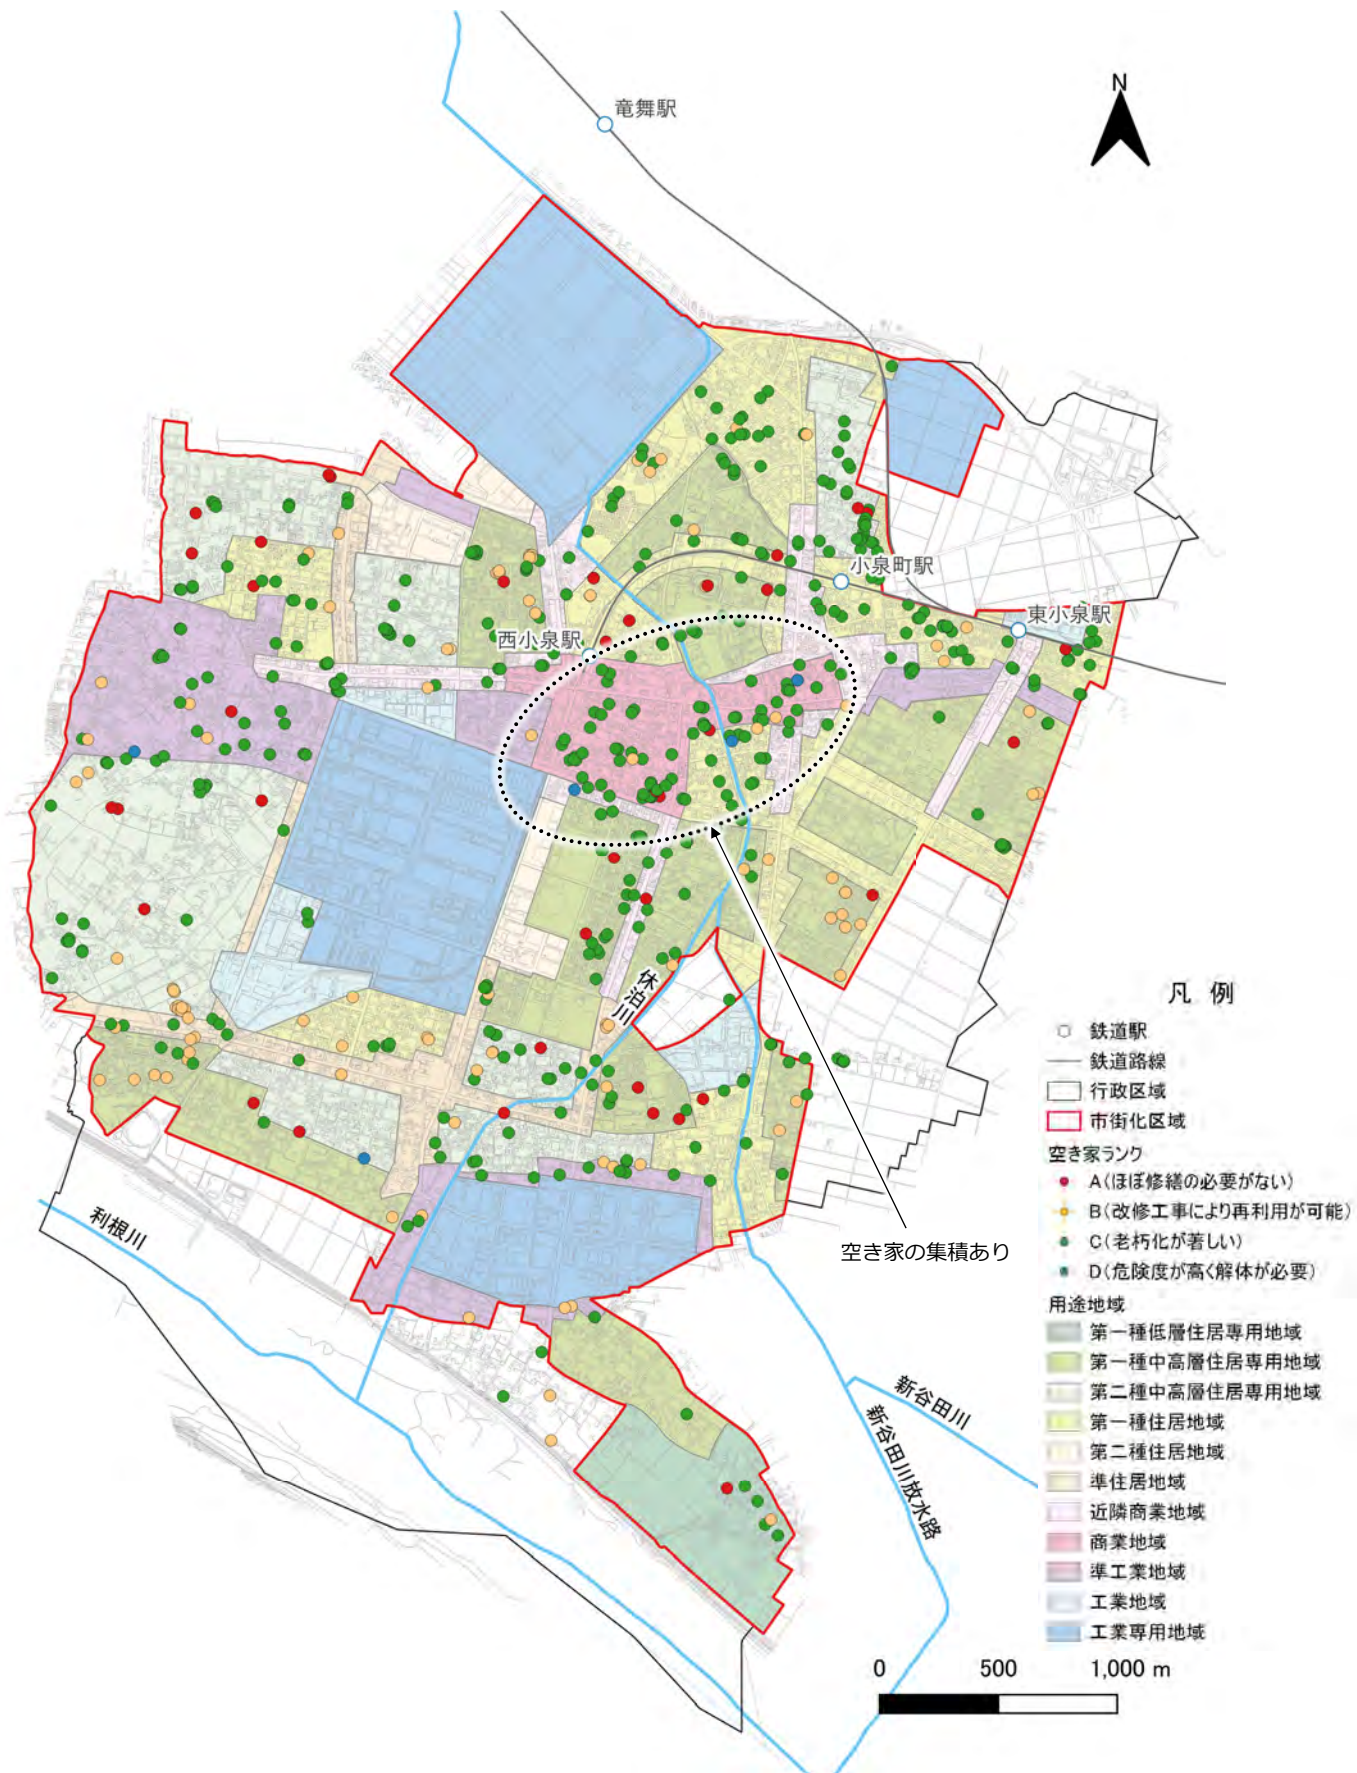 N
竜舞駅
小泉町駅
東小泉駅
西小泉駅
休泊川
利根川
空き家の集積あり
新谷田川
新谷田川放水路
凡例
鉄道駅
鉄道路線
行政区域
市街化区域
空き家ランク
A(ほぼ修繕の必要がない)
B(改修工事により再利用が可能)
C(老朽化が著しい)
D(危険度が高く解体が必要)
用途地域
第一種低層住居専用地域
第一種中高層住居専用地域
第二種中高層住居専用地域
第一種住居地域
第二種住居地域
準住居地域
近隣商業地域
商業地域
準工業地域
工業地域
工業専用地域
0 500 1,000 m